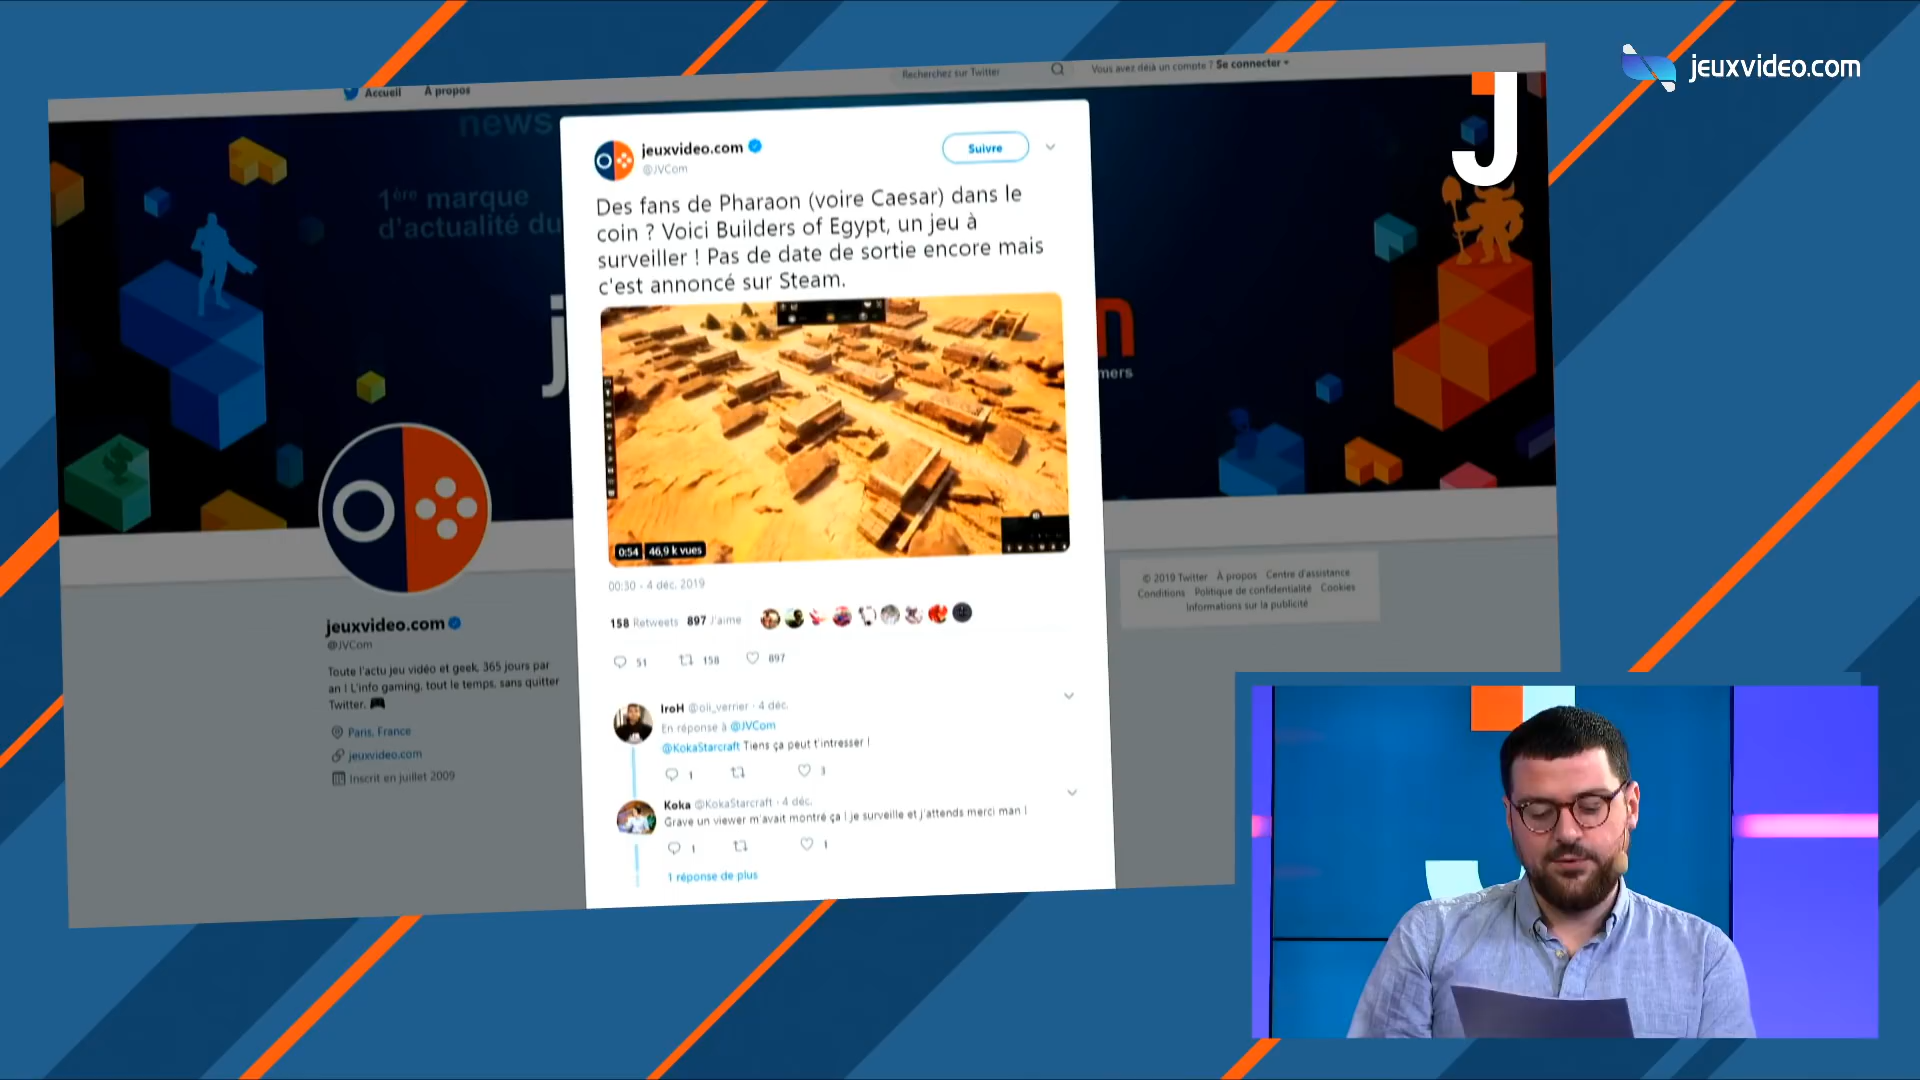 jeuxvideo.com
Accueil
À propos
Recherchez sur Twitter
Vous avez déjà un compte ? Se connecter
news
1ère marque
d'actualité du
mers
jeuxvideo.com
@JVCom
Suivre
Des fans de Pharaon (voire Caesar) dans le
coin ? Voici Builders of Egypt, un jeu à
surveiller ! Pas de date de sortie encore mais
c'est annoncé sur Steam.
0:54
46,9 k vues
00:30 - 4 déc. 2019
158 Retweets 897 J'aime
51
158
897
IroH @oli_verrier · 4 déc.
En réponse à @JVCom
@KokaStarcraft Tiens ça peut t'intresser !
1
3
Koka @KokaStarcraft · 4 déc.
Grave un viewer m'avait montré ça ! je surveille et j'attends merci man !
1
1
1 réponse de plus
jeuxvideo.com
@JVCom
Toute l'actu jeu vidéo et geek, 365 jours par
an ! L'info gaming, tout le temps, sans quitter
Twitter.
Paris, France
jeuxvideo.com
Inscrit en juillet 2009
© 2019 Twitter À propos Centre d'assistance
Conditions Politique de confidentialité Cookies
Informations sur la publicité